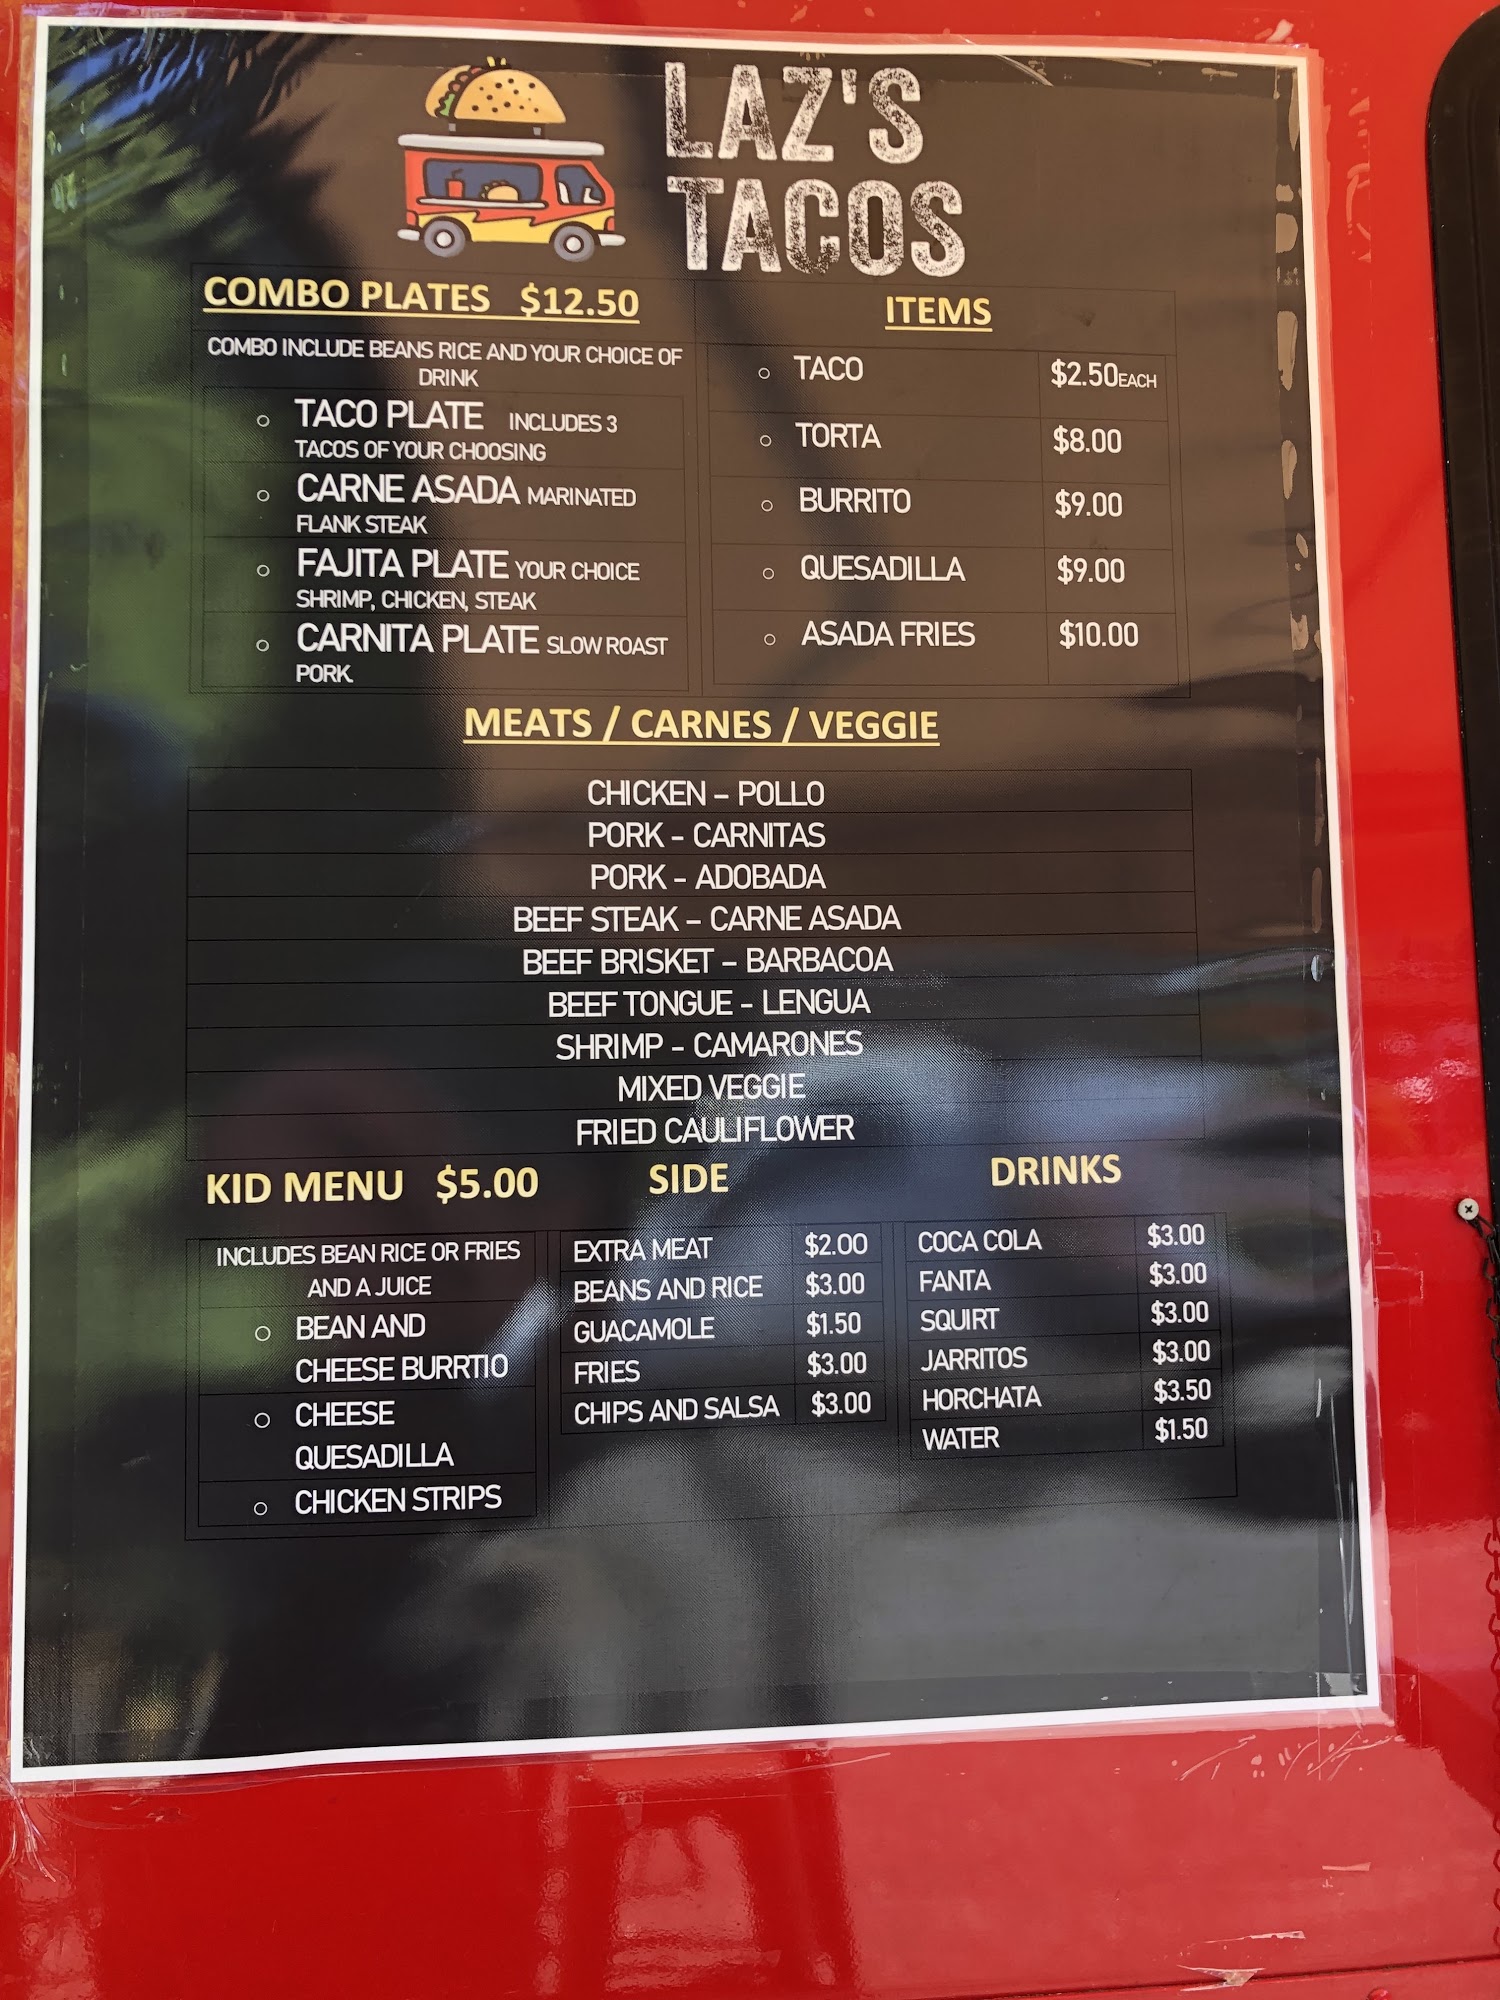 LAZ'S
TACOS
COMBO PLATES $12.50
COMBO INCLUDE BEANS RICE AND YOUR CHOICE OF
DRINK
TACO PLATE INCLUDES 3
TACOS OF YOUR CHOOSING
CARNE ASADA MARINATED
FLANK STEAK
FAJITA PLATE YOUR CHOICE
SHRIMP, CHICKEN, STEAK
CARNITA PLATE SLOW ROAST
PORK.
ITEMS
TACO $2.50EACH
TORTA $8.00
BURRITO $9.00
QUESADILLA $9.00
ASADA FRIES $10.00
MEATS / CARNES / VEGGIE
CHICKEN – POLLO
PORK - CARNITAS
PORK - ADOBADA
BEEF STEAK – CARNE ASADA
BEEF BRISKET – BARBACOA
BEEF TONGUE - LENGUA
SHRIMP - CAMARONES
MIXED VEGGIE
FRIED CAULIFLOWER
KID MENU $5.00
INCLUDES BEAN RICE OR FRIES
AND A JUICE
BEAN AND
CHEESE BURRTIO
CHEESE
QUESADILLA
CHICKEN STRIPS
SIDE
EXTRA MEAT $2.00
BEANS AND RICE $3.00
GUACAMOLE $1.50
FRIES $3.00
CHIPS AND SALSA $3.00
DRINKS
COCA COLA $3.00
FANTA $3.00
SQUIRT $3.00
JARRITOS $3.00
HORCHATA $3.50
WATER $1.50